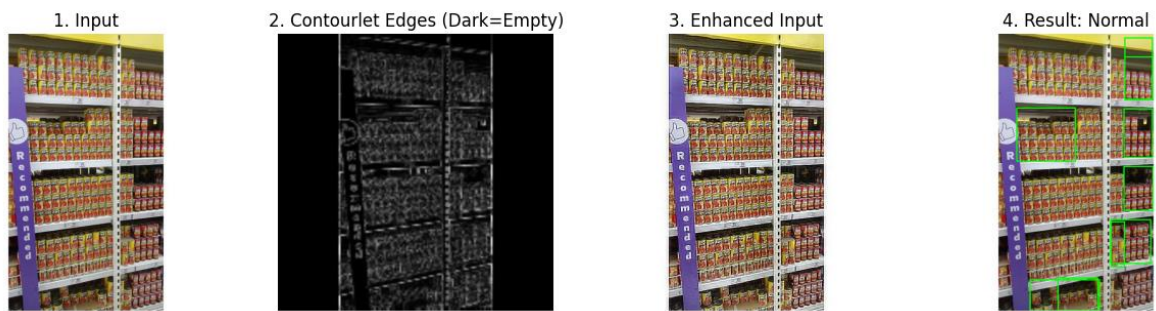 1. Input
2. Contourlet Edges (Dark=Empty)
3. Enhanced Input
4. Result: Normal
Recommended
Recommended
Recommended